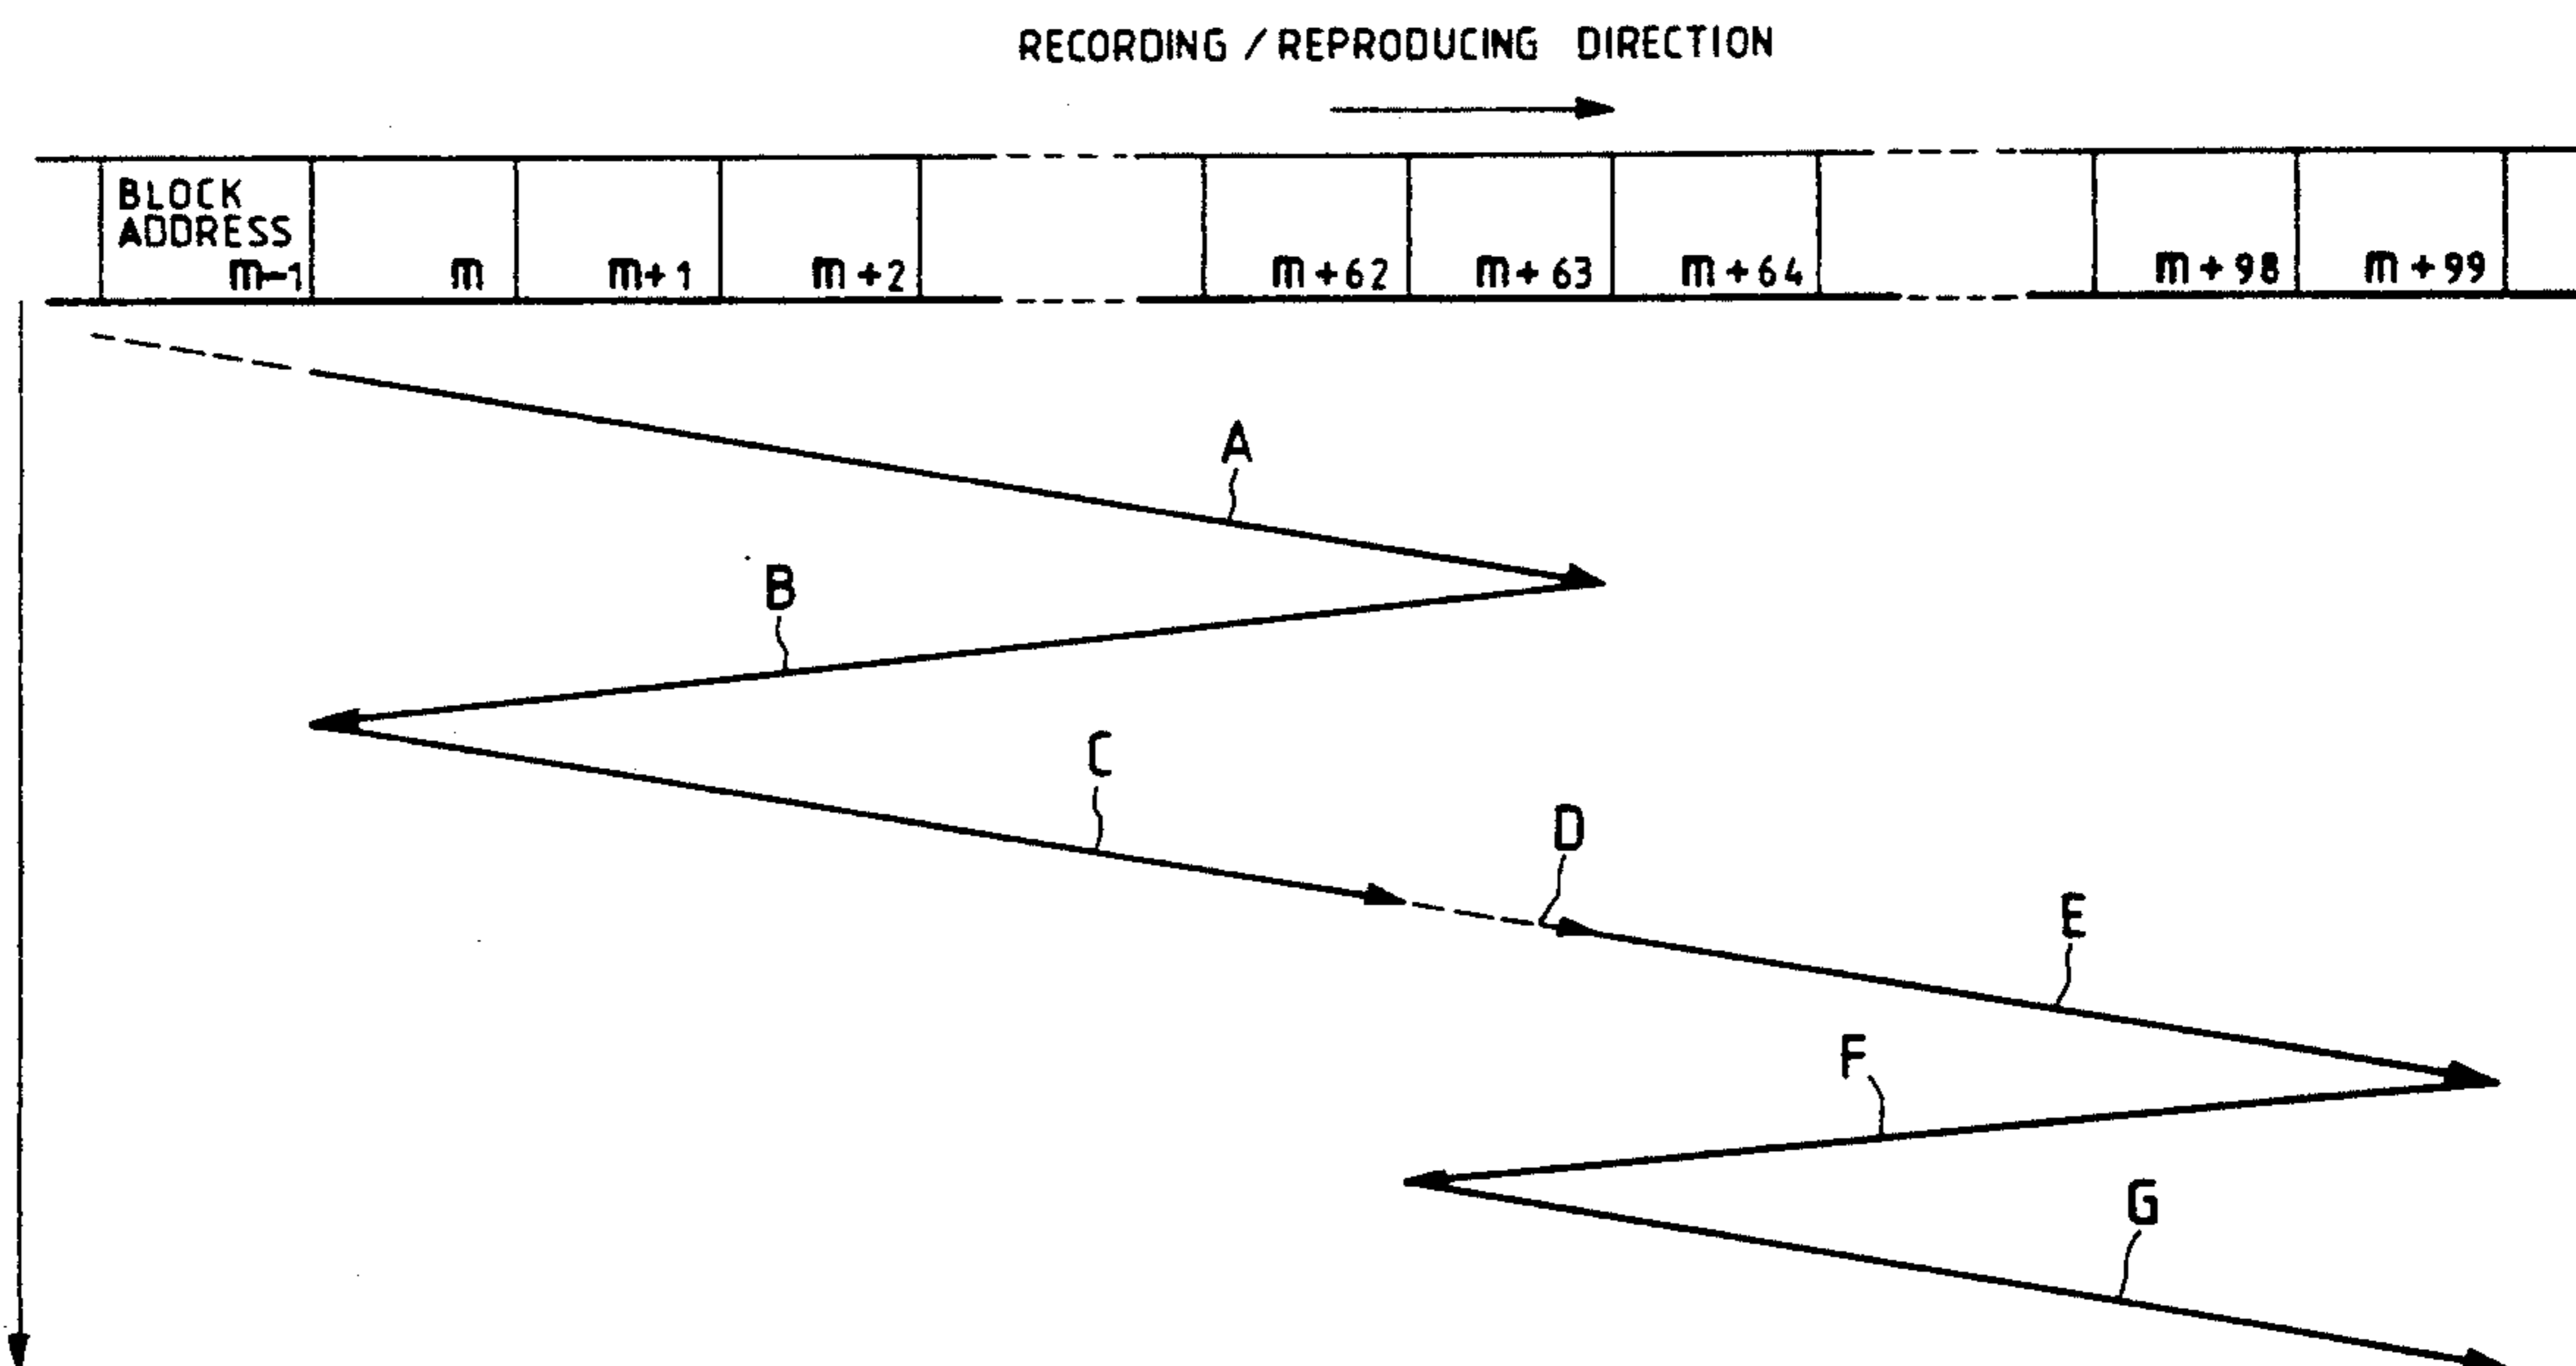 RECORDING / REPRODUCING DIRECTION
BLOCK
ADDRESS
m-1 m m+1 m+2 m+62 m+63 m+64 m+98 m+99
A
B
C
D
E
F
G